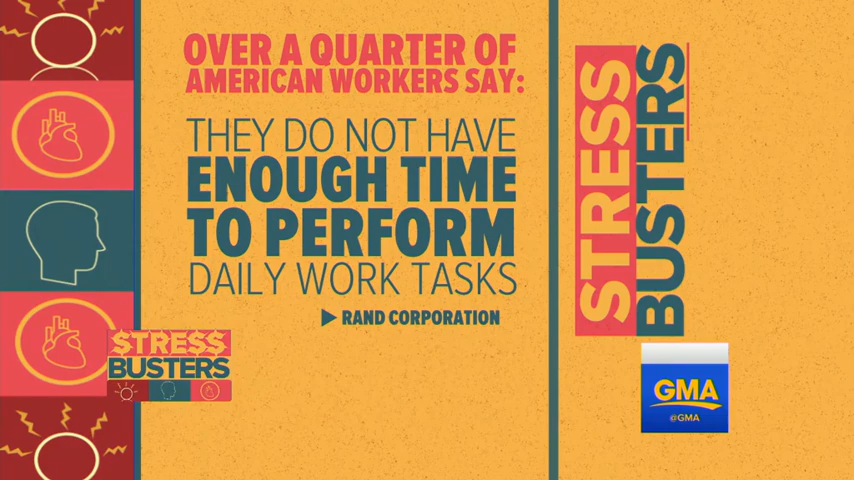 OVER A QUARTER OF
AMERICAN WORKERS SAY:
THEY DO NOT HAVE
ENOUGH TIME
TO PERFORM
DAILY WORK TASKS
▶ RAND CORPORATION
$TRE$$
BUSTERS
STRESS
BUSTERS
GMA
@GMA